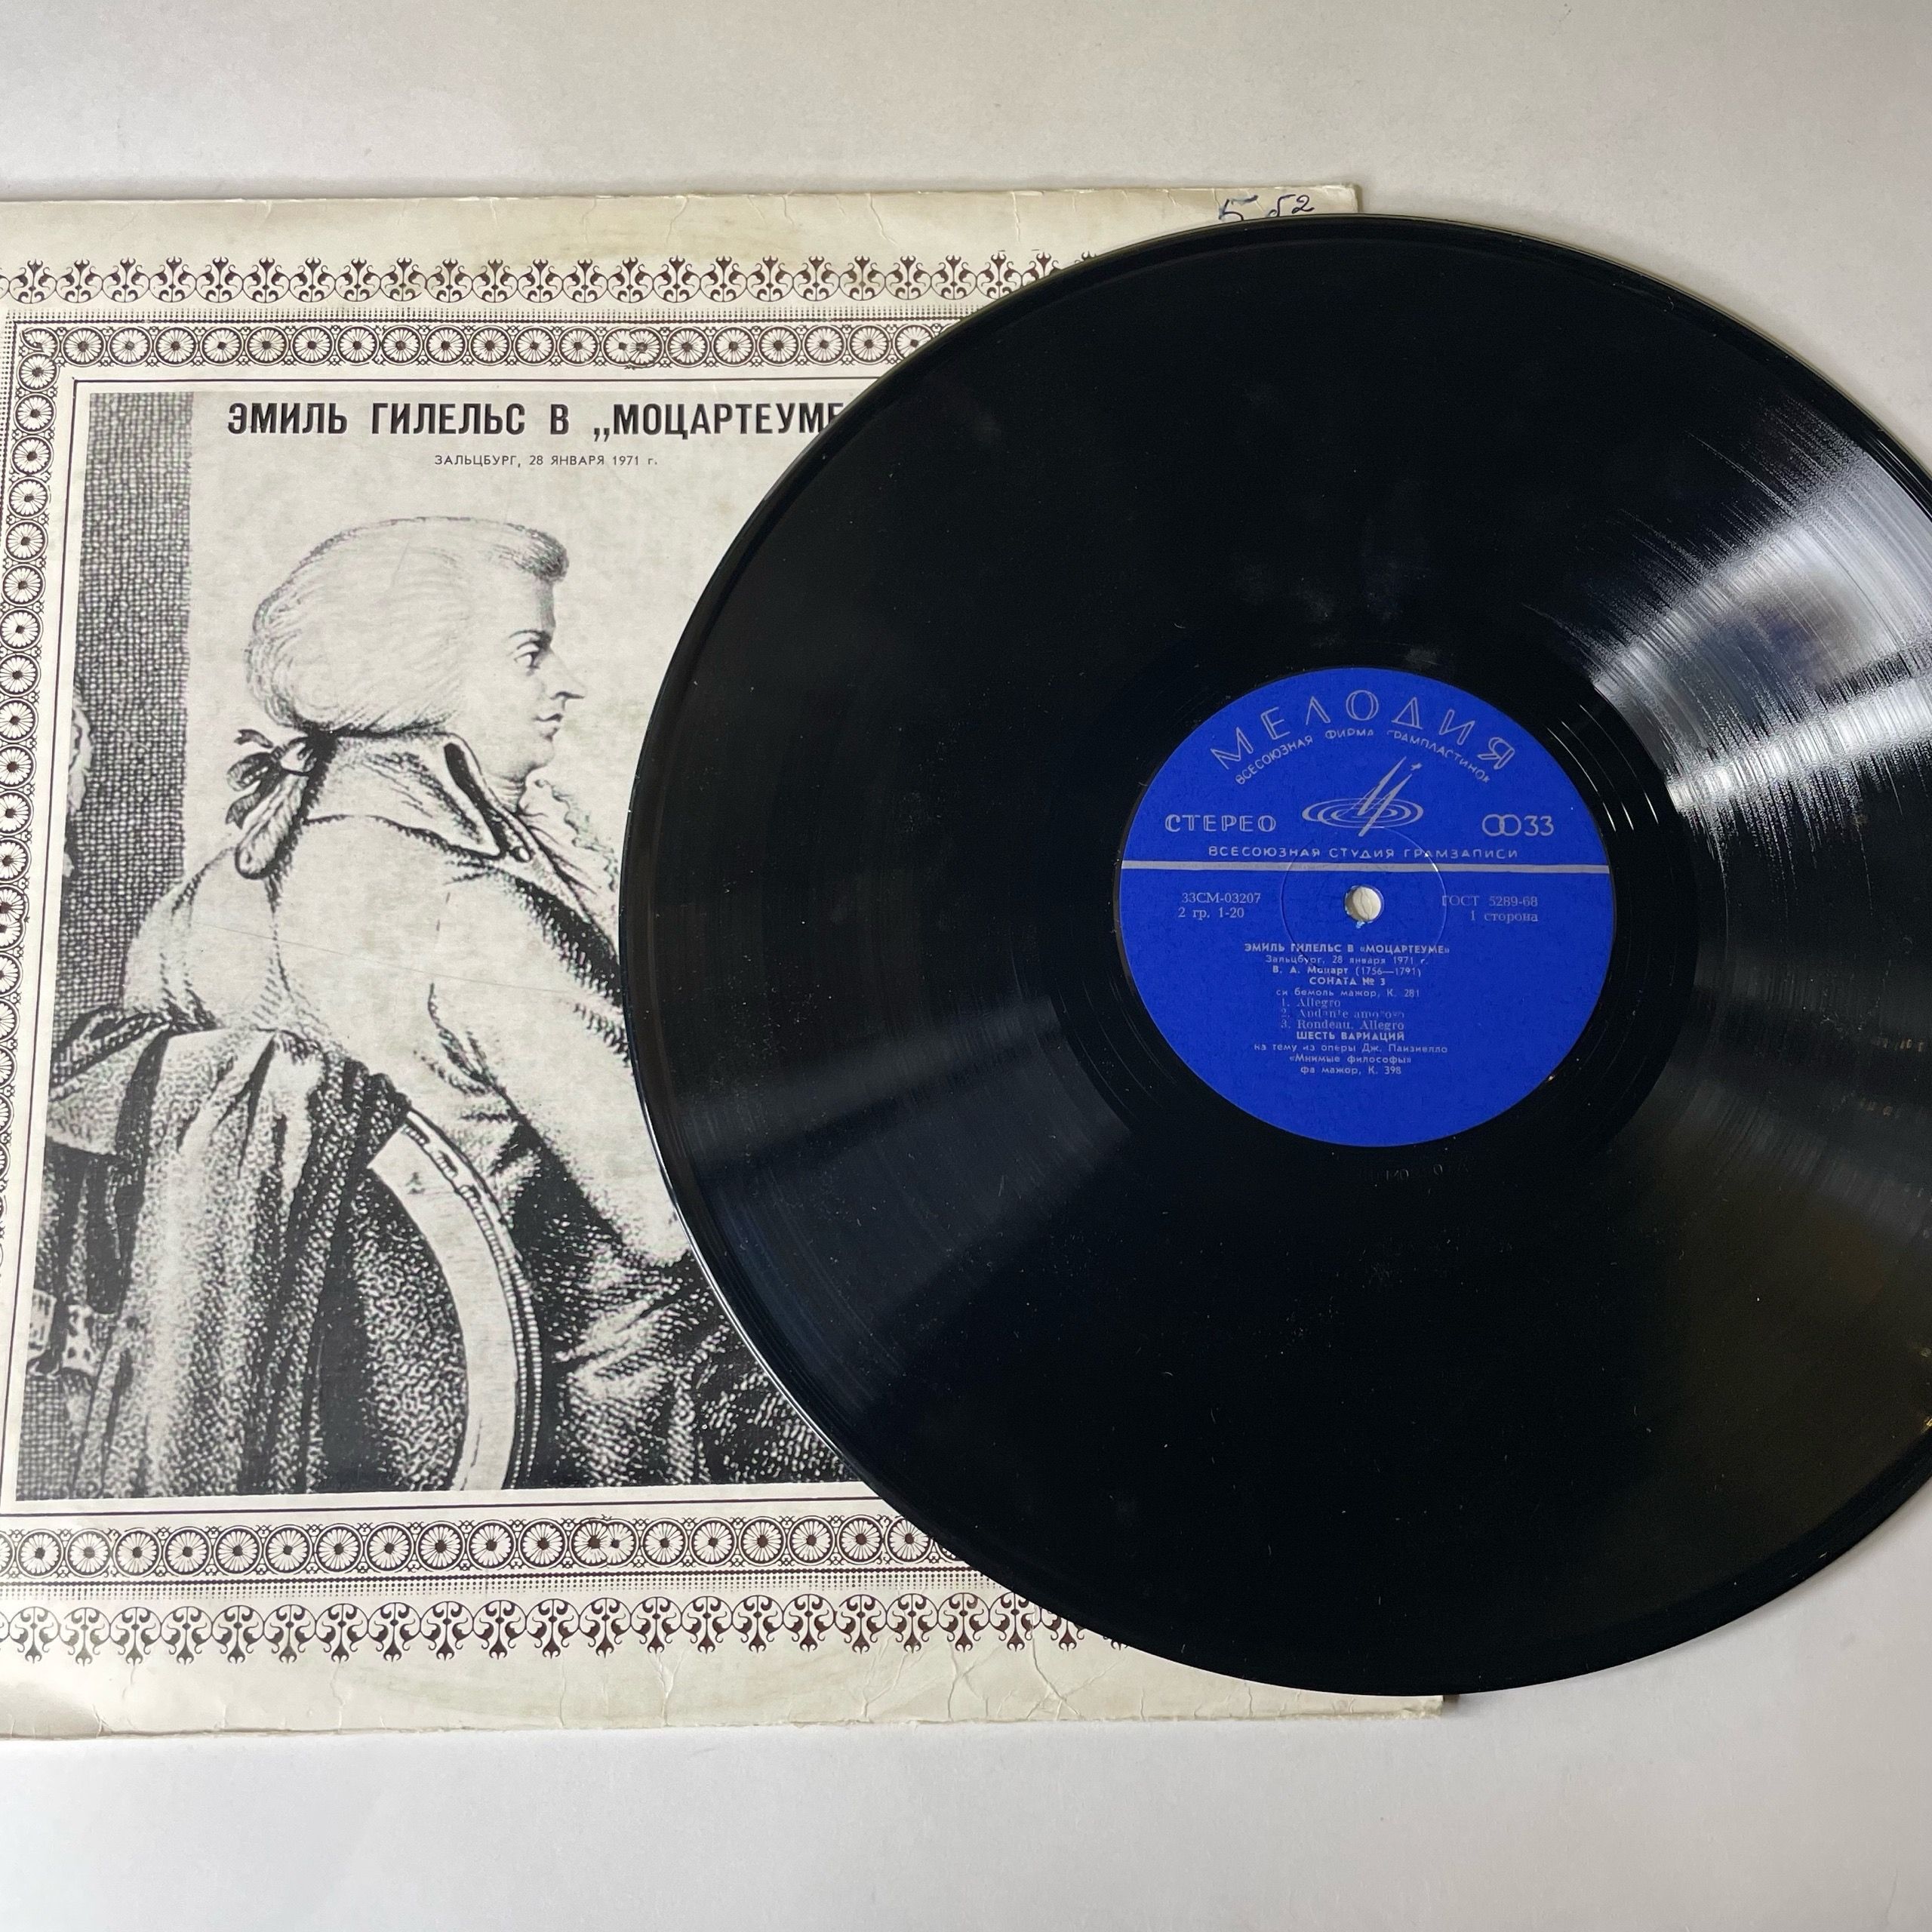 5 52
ЭМИЛЬ ГИЛЕЛЬС В „МОЦАРТЕУМЕ
ЗАЛЬЦБУРГ, 28 ЯНВАРЯ 1971 г.
МЕЛОДИЯ
ВСЕСОЮЗНАЯ ФИРМА ГРАМПЛАСТИНОК
СТЕРЕО 33
ВСЕСОЮЗНАЯ СТУДИЯ ГРАМЗАПИСИ
33СМ-03207 ГОСТ 5289-68
2 гр. 1-20 1 сторона
ЭМИЛЬ ГИЛЕЛЬС В «МОЦАРТЕУМЕ»
Зальцбург, 28 января 1971 г.
В. А. Моцарт (1756—1791)
СОНАТА № 3
си бемоль мажор, К. 281
1. Allegro
2. Andante amoroso
3. Rondeau. Allegro
ШЕСТЬ ВАРИАЦИЙ
на тему из оперы Дж. Паизиелло
«Мнимые философы»
фа мажор, К. 398